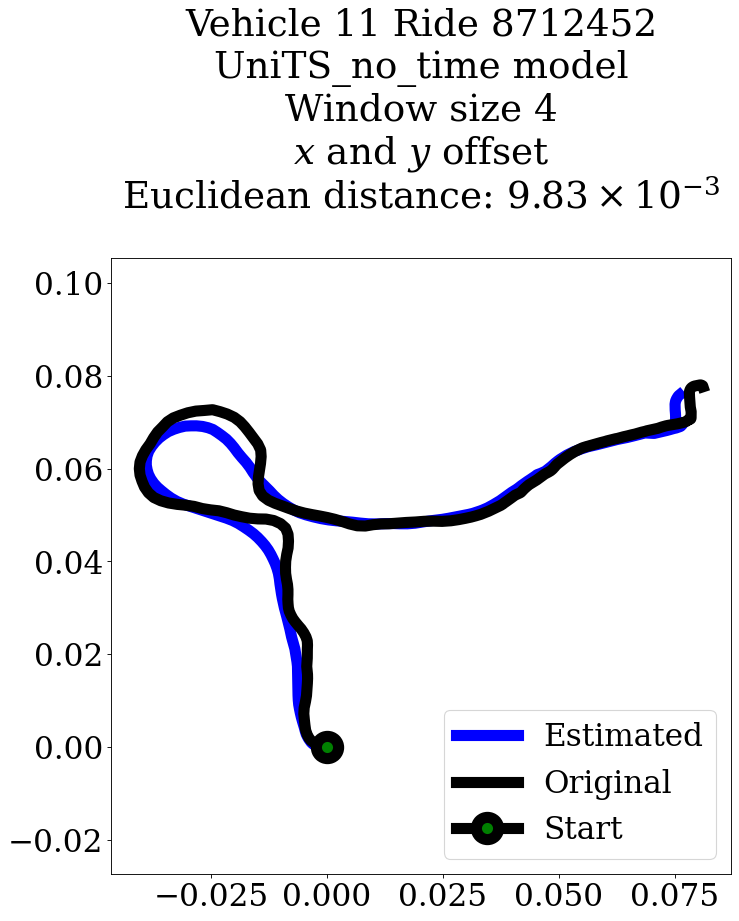 Vehicle 11 Ride 8712452
UniTS_no_time model
Window size 4
x and y offset
Euclidean distance: 9.83 × 10⁻³
0.10
0.08
0.06
0.04
0.02
0.00
−0.02
Estimated
Original
Start
−0.025 0.000 0.025 0.050 0.075